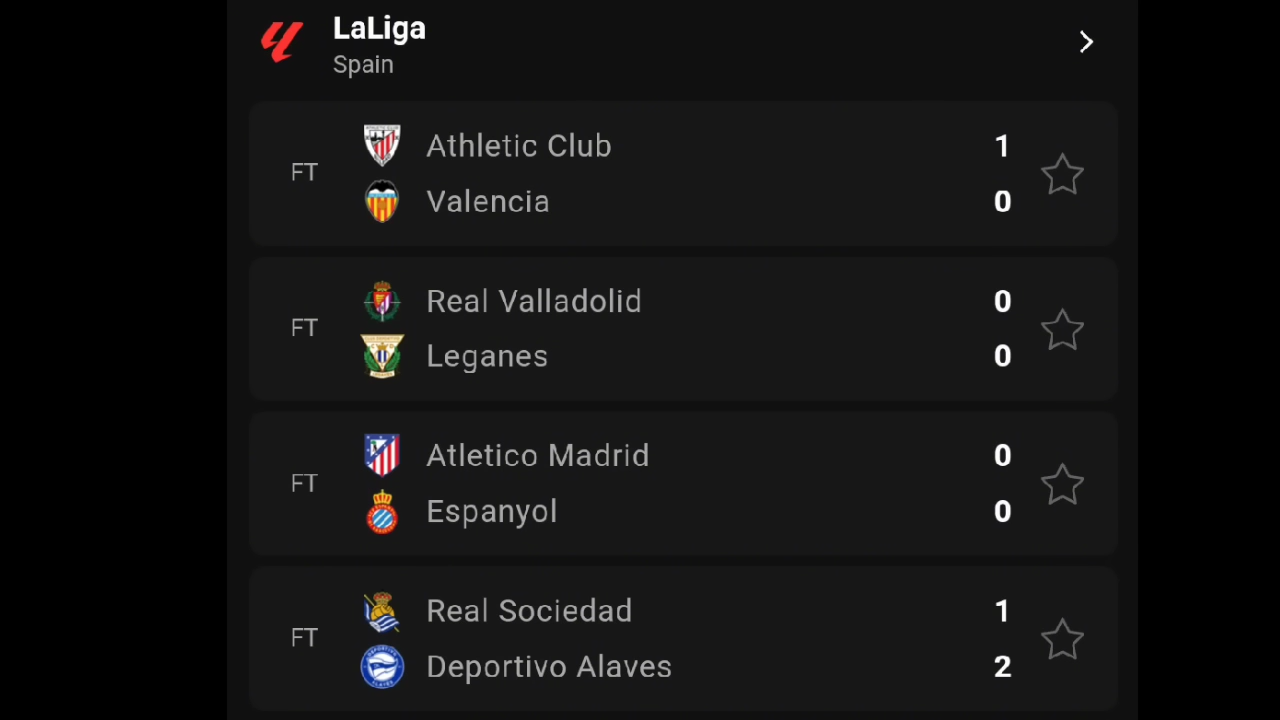 LaLiga
Spain
FT
Athletic Club 1
Valencia 0
FT
Real Valladolid 0
Leganes 0
FT
Atletico Madrid 0
Espanyol 0
FT
Real Sociedad 1
Deportivo Alaves 2